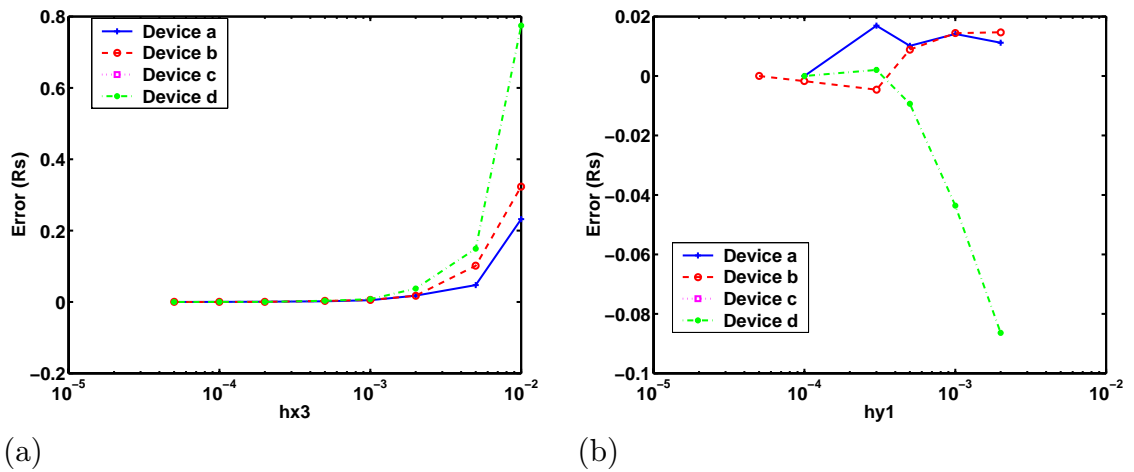 0.8
0.6
0.4
0.2
0
−0.2
Error (Rs)
10−5
10−4
10−3
10−2
hx3
Device a
Device b
Device c
Device d
(a)
0.02
0
−0.02
−0.04
−0.06
−0.08
−0.1
Error (Rs)
10−5
10−4
10−3
10−2
hy1
Device a
Device b
Device c
Device d
(b)